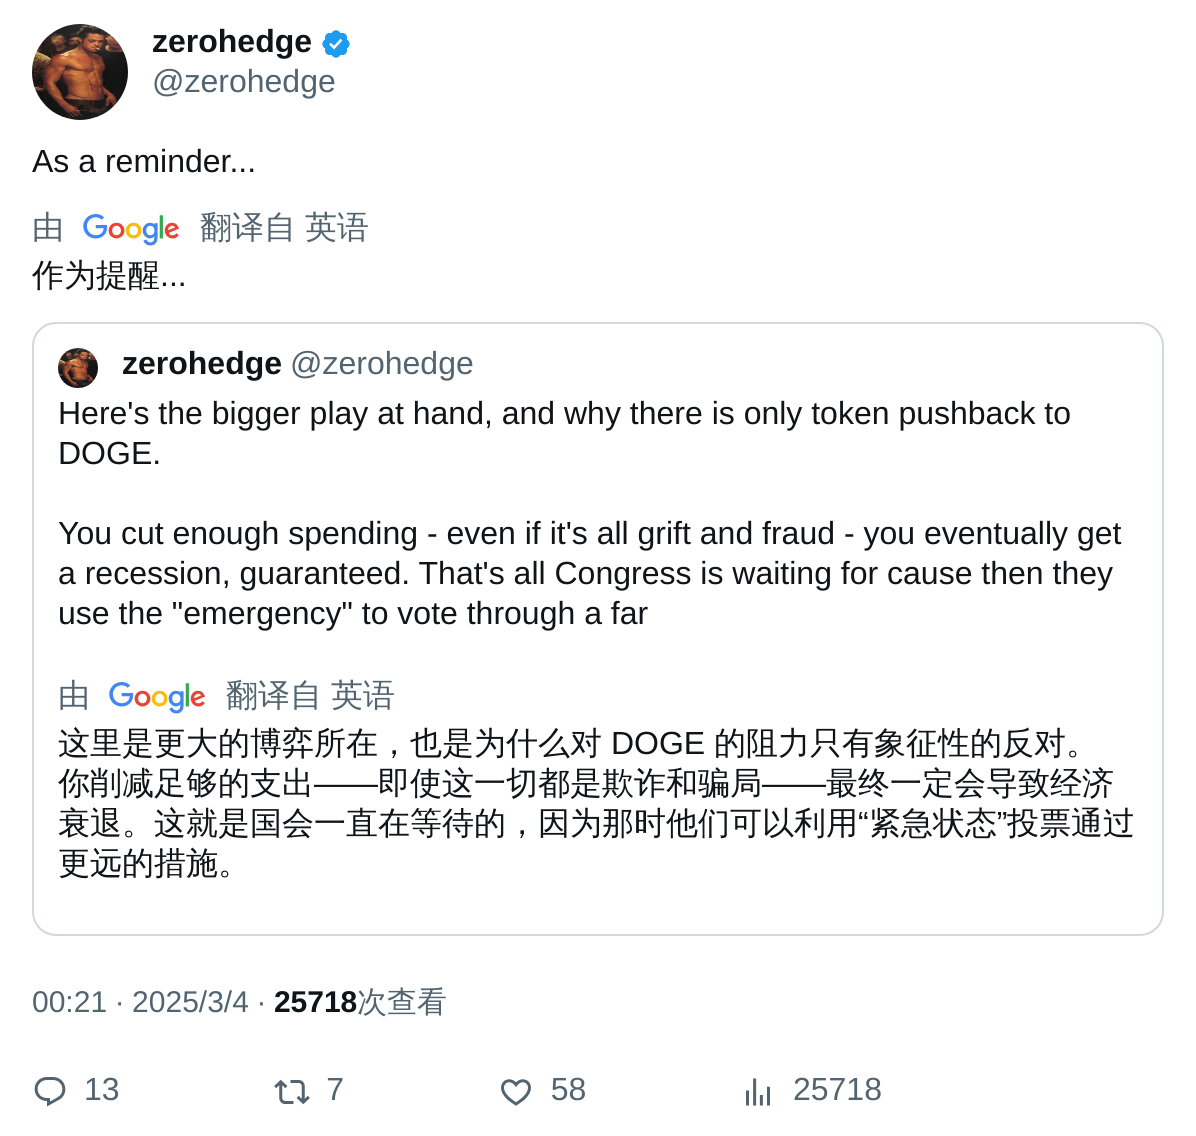 zerohedge
@zerohedge
As a reminder...
由 Google 翻译自 英语
作为提醒...
zerohedge @zerohedge
Here's the bigger play at hand, and why there is only token pushback to
DOGE.
You cut enough spending - even if it's all grift and fraud - you eventually get
a recession, guaranteed. That's all Congress is waiting for cause then they
use the "emergency" to vote through a far
由 Google 翻译自 英语
这里是更大的博弈所在，也是为什么对 DOGE 的阻力只有象征性的反对。
你削减足够的支出——即使这一切都是欺诈和骗局——最终一定会导致经济
衰退。这就是国会一直在等待的，因为那时他们可以利用“紧急状态”投票通过
更远的措施。
00:21 · 2025/3/4 · 25718次查看
13 7 58 25718